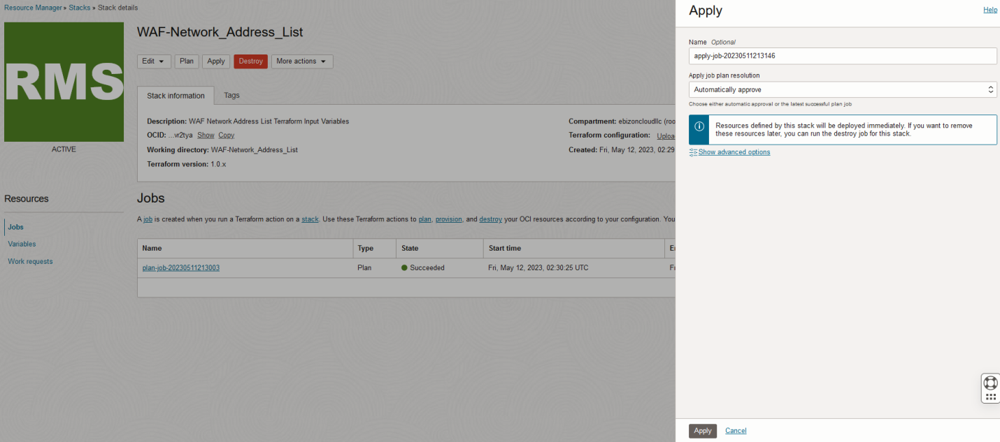 Resource Manager » Stacks » Stack details
RMS
ACTIVE
WAF-Network_Address_List
Edit
Plan
Apply
Destroy
More actions
Stack information
Tags
Description: WAF Network Address List Terraform Input Variables
OCID: ...vr2tya Show Copy
Working directory: WAF-Network_Address_List
Terraform version: 1.0.x
Compartment: ebizoncloudllc (roo
Terraform configuration: Uploa
Created: Fri, May 12, 2023, 02:29
Resources
Jobs
Variables
Work requests
Jobs
A job is created when you run a Terraform action on a stack. Use these Terraform actions to plan, provision, and destroy your OCI resources according to your configuration. You
Name Type State Start time E
plan-job-20230511213003 Plan Succeeded Fri, May 12, 2023, 02:30:25 UTC F
Apply
Help
Name Optional
apply-job-20230511213146
Apply job plan resolution
Automatically approve
Choose either automatic approval or the latest successful plan job
Resources defined by this stack will be deployed immediately. If you want to remove
these resources later, you can run the destroy job for this stack.
Show advanced options
Apply
Cancel